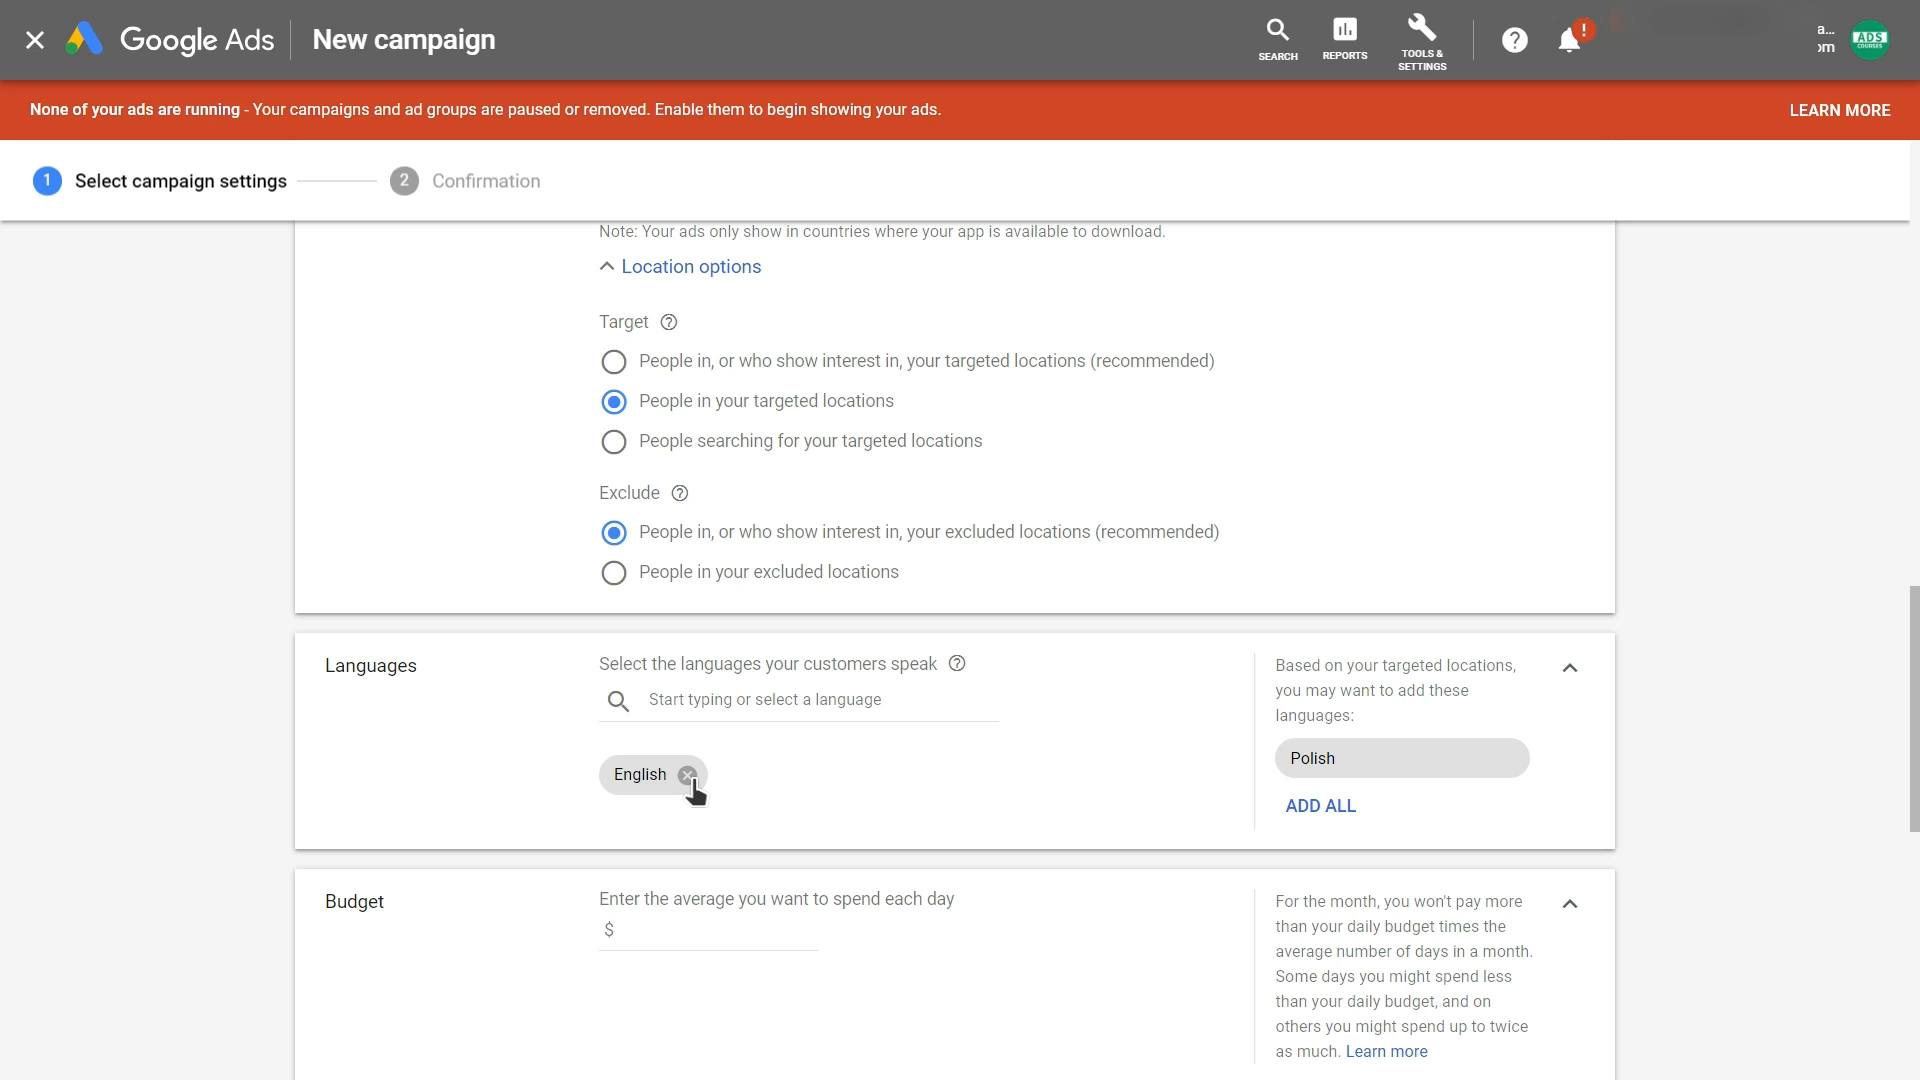 Google Ads
New campaign
SEARCH
REPORTS
TOOLS &
SETTINGS
!
a...
om
ADS
COURSES
None of your ads are running - Your campaigns and ad groups are paused or removed. Enable them to begin showing your ads.
LEARN MORE
1 Select campaign settings
2 Confirmation
Note: Your ads only show in countries where your app is available to download.
Location options
Target
People in, or who show interest in, your targeted locations (recommended)
People in your targeted locations
People searching for your targeted locations
Exclude
People in, or who show interest in, your excluded locations (recommended)
People in your excluded locations
Languages
Select the languages your customers speak
Start typing or select a language
English
Based on your targeted locations,
you may want to add these
languages:
Polish
ADD ALL
Budget
Enter the average you want to spend each day
$
For the month, you won't pay more
than your daily budget times the
average number of days in a month.
Some days you might spend less
than your daily budget, and on
others you might spend up to twice
as much. Learn more